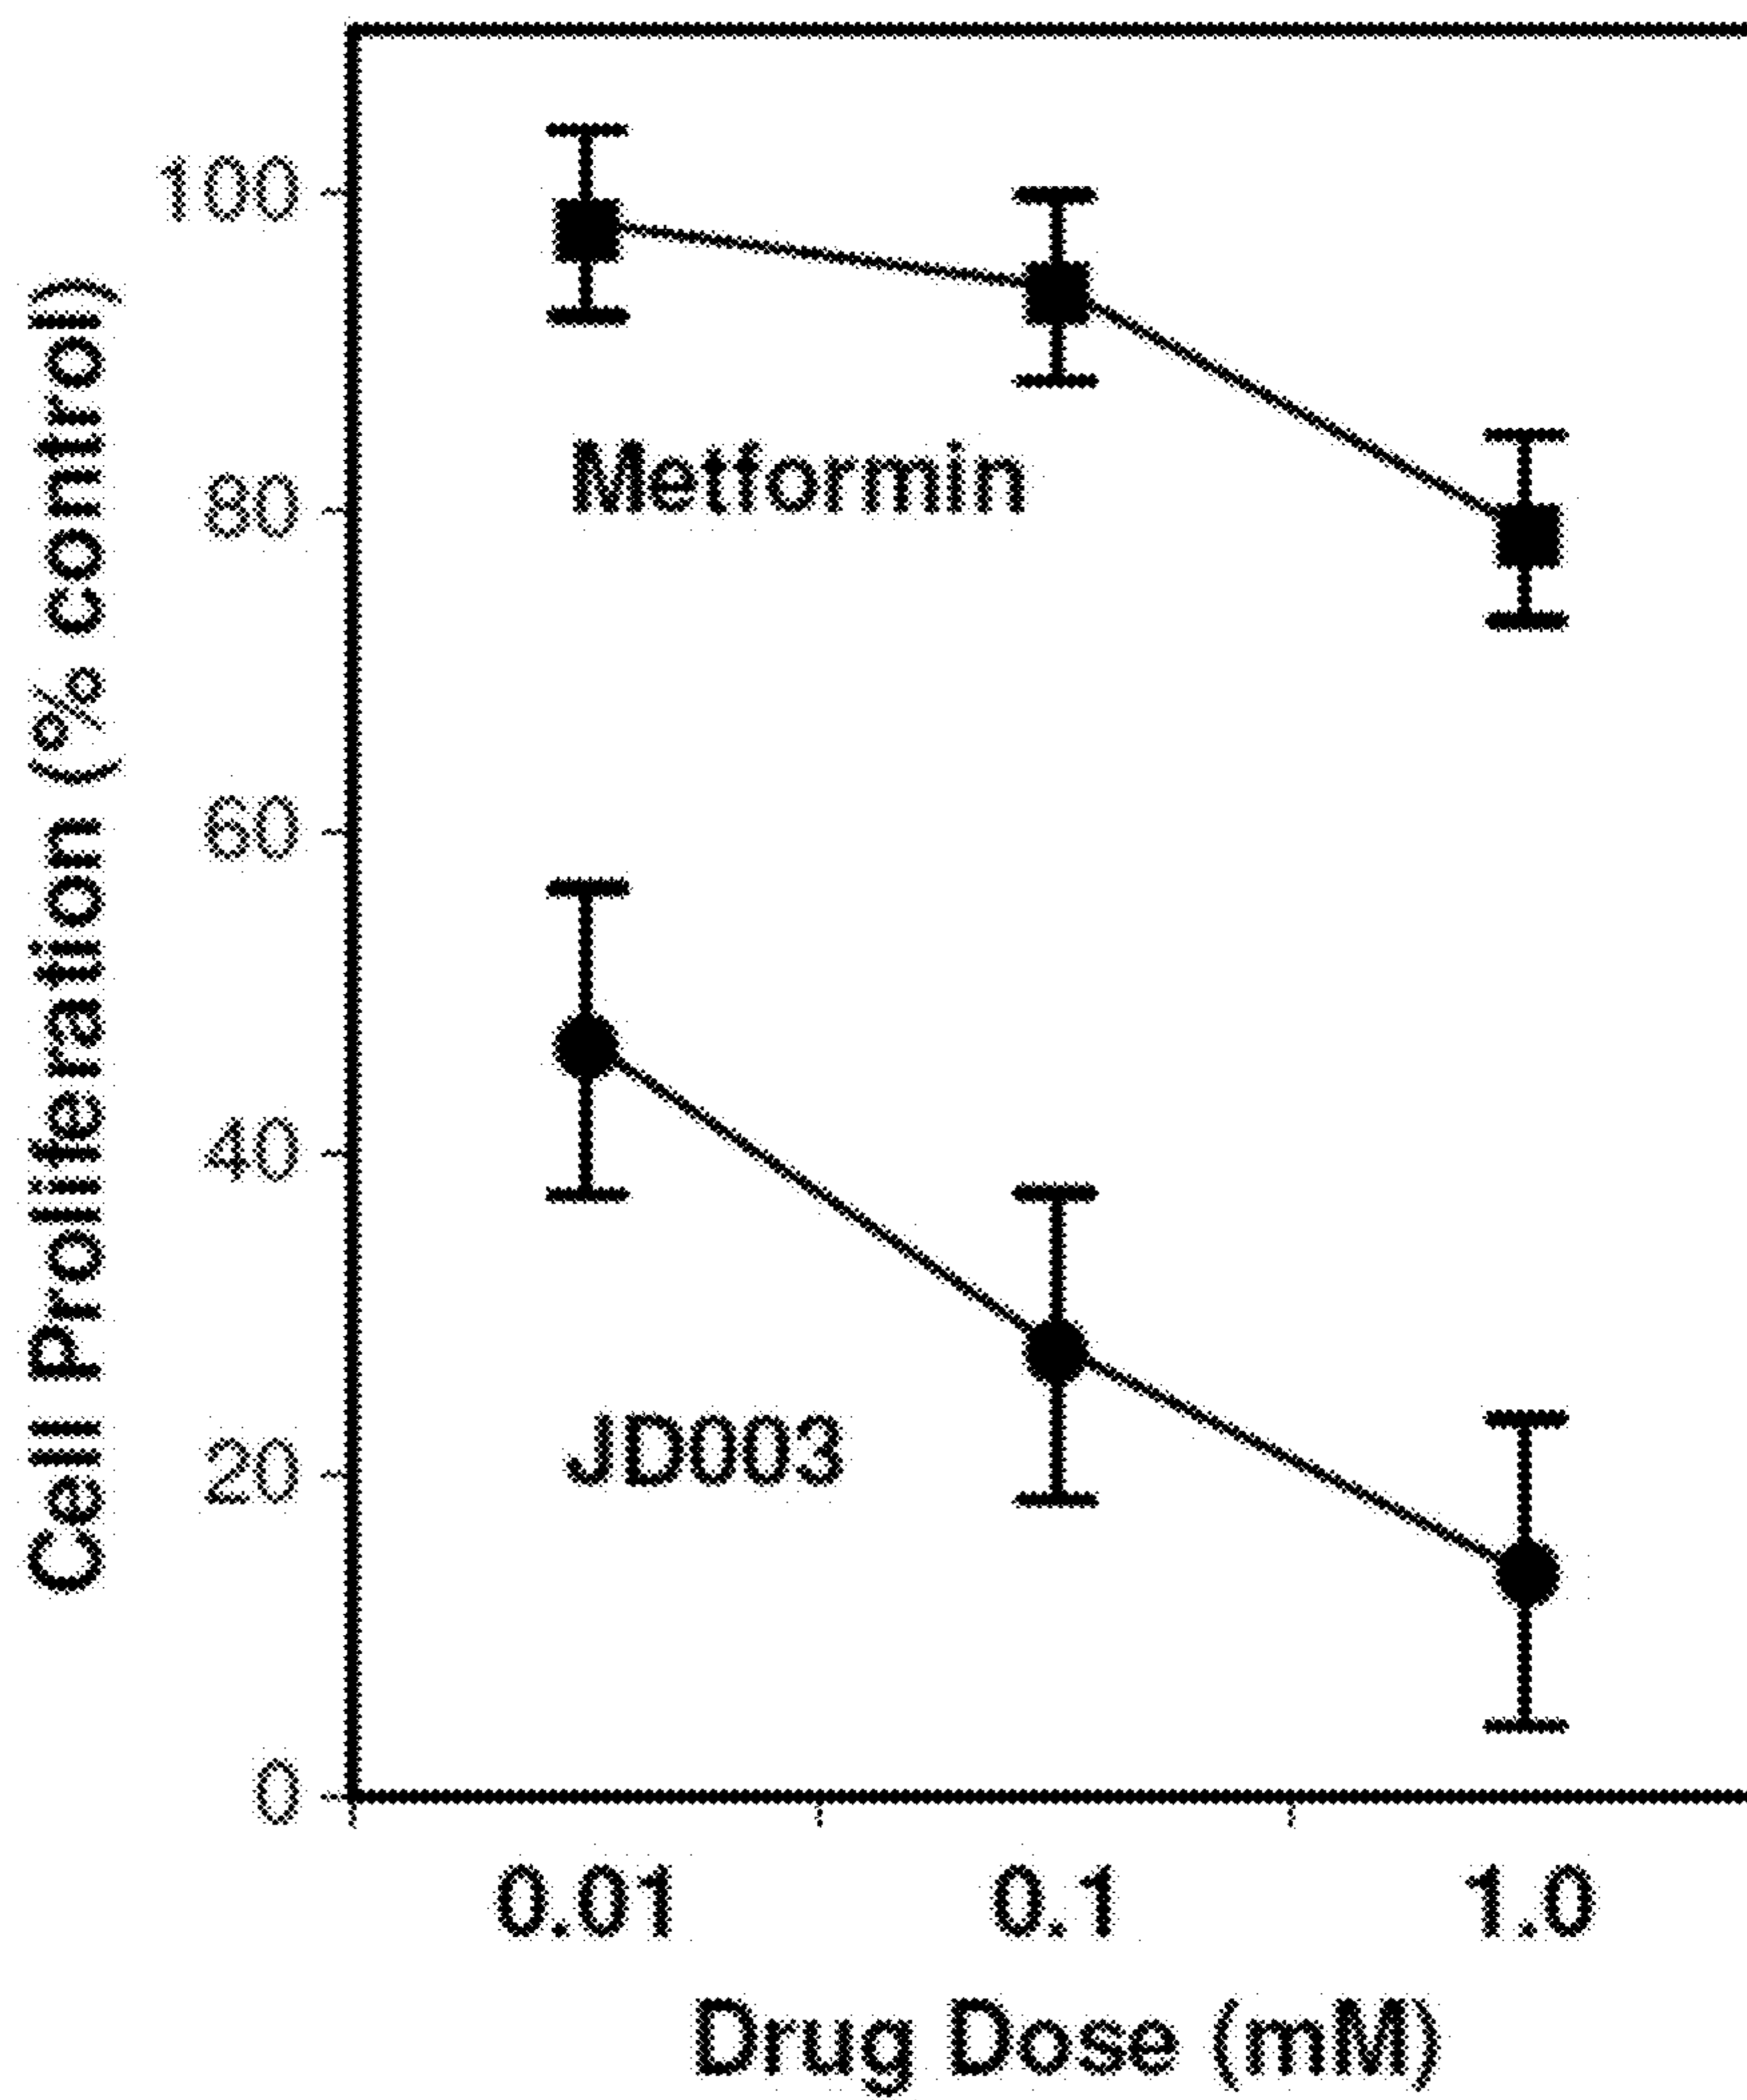 Cell Proliferation (% control)
100
80
60
40
20
0
Metformin
JD003
0.01 0.1 1.0
Drug Dose (mM)